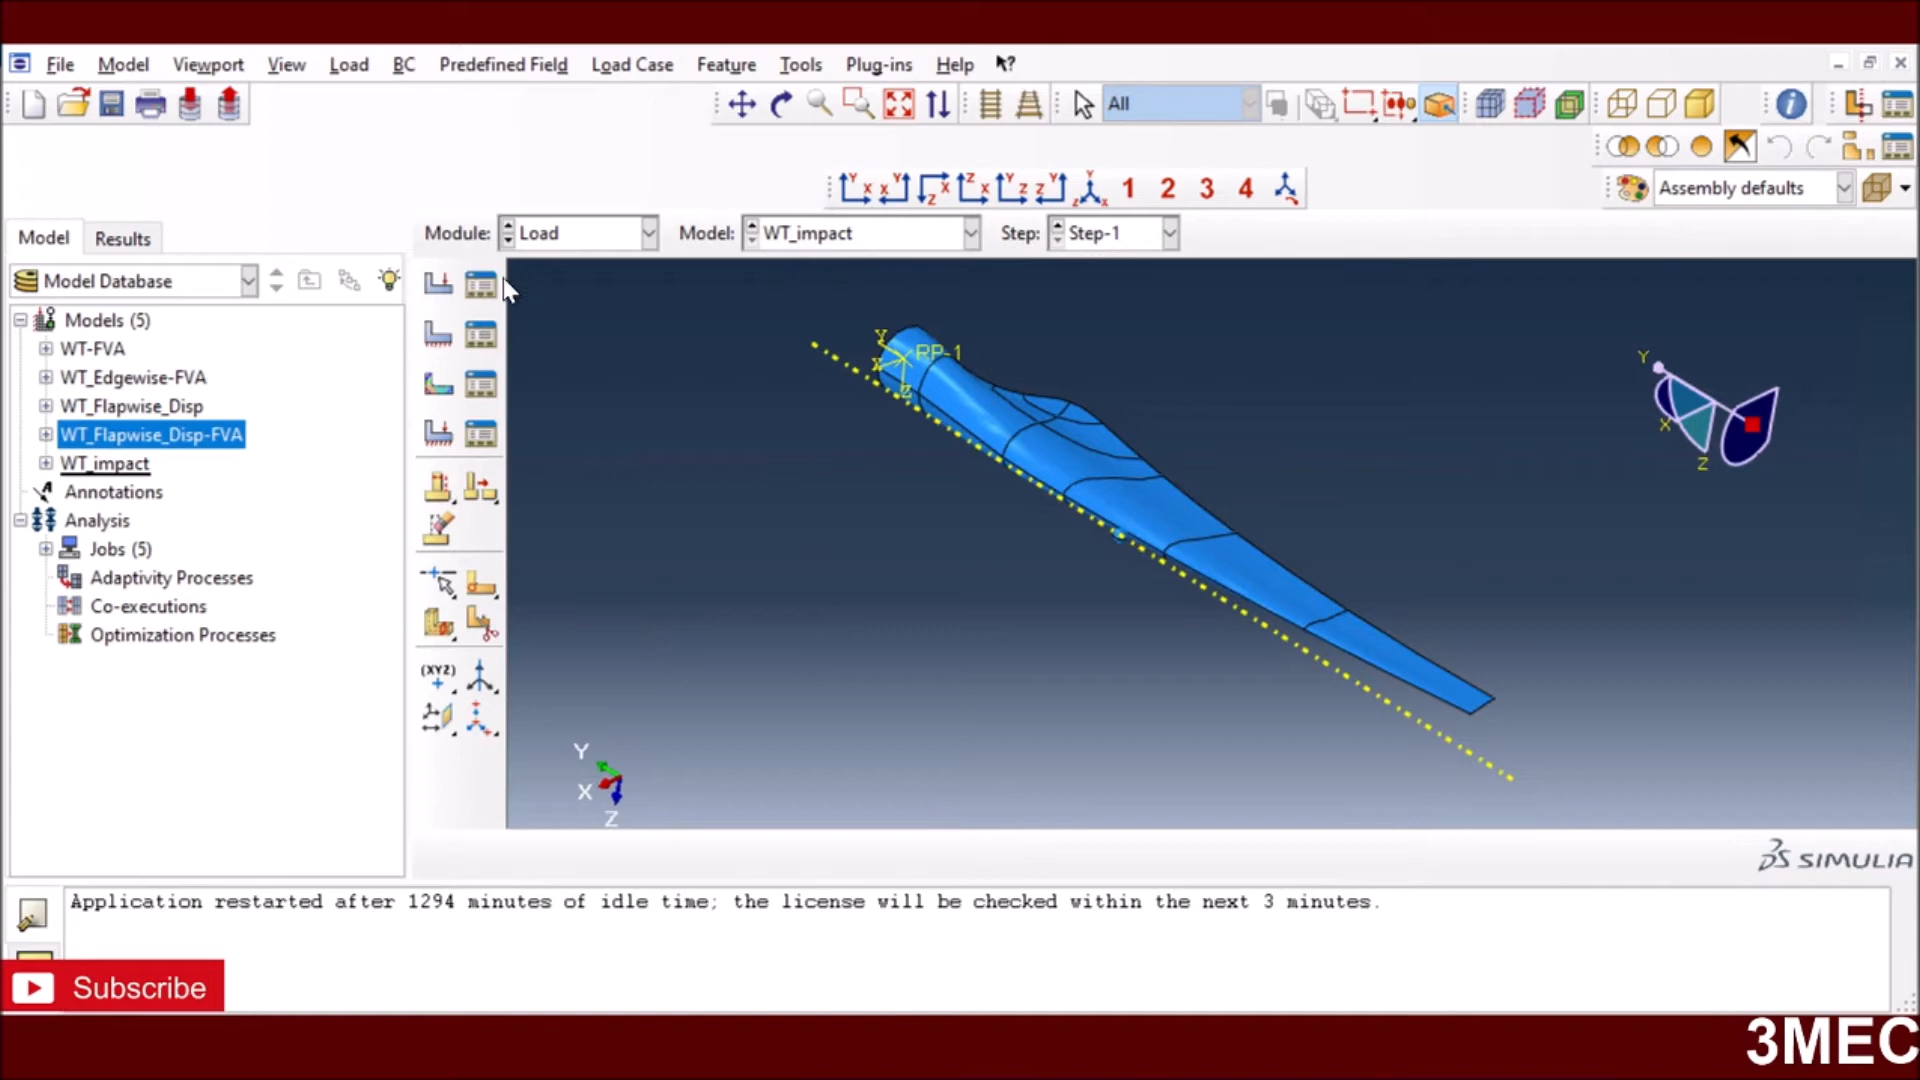 File Model Viewport View Load BC Predefined Field Load Case Feature Tools Plug-ins Help
All
1 2 3 4
Assembly defaults
Model Results
Module: Load Model: WT_impact Step: Step-1
Model Database
Models (5)
WT-FVA
WT_Edgewise-FVA
WT_Flapwise_Disp
WT_Flapwise_Disp-FVA
WT_impact
Annotations
Analysis
Jobs (5)
Adaptivity Processes
Co-executions
Optimization Processes
(XYZ)
Y
X
Z
RP-1
Y
X
Z
Y
X
Z
SIMULIA
Application restarted after 1294 minutes of idle time; the license will be checked within the next 3 minutes.
Subscribe
3MEC